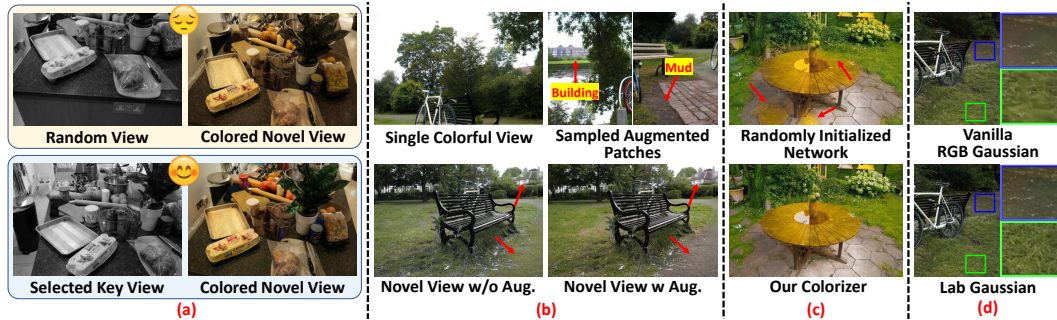 Random View
Colored Novel View
Selected Key View
Colored Novel View
(a)
Building
Mud
Single Colorful View
Sampled Augmented
Patches
Novel View w/o Aug.
Novel View w Aug.
(b)
Randomly Initialized
Network
Our Colorizer
(c)
Vanilla
RGB Gaussian
Lab Gaussian
(d)